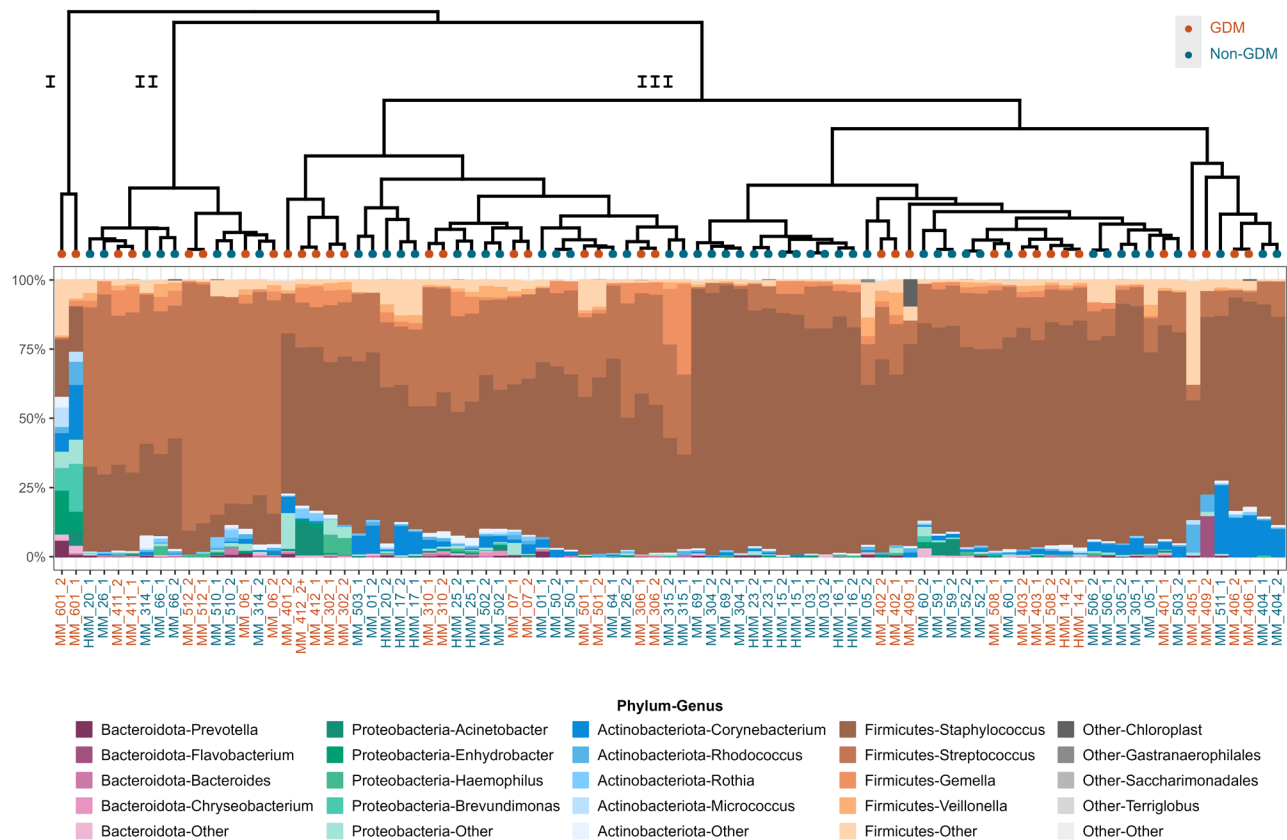 GDM
Non-GDM
I
II
III
100%
75%
50%
25%
0%
MM_601_2
MM_601_1
HMM_20_1
MM_26_1
MM_411_2
MM_411_1
MM_314_1
MM_66_1
MM_66_2
MM_512_2
MM_512_1
MM_510_1
MM_510_2
MM_06_1
MM_314_2
MM_06_2
MM_401_2
MM_412_2+
MM_412_1
MM_302_1
MM_302_2
MM_503_1
MM_01_2
HMM_20_2
HMM_17_2
HMM_17_1
MM_310_1
MM_310_2
HMM_25_1
HMM_25_2
MM_502_2
MM_502_1
MM_07_1
MM_07_2
MM_01_1
MM_50_2
MM_50_1
MM_501_1
MM_501_2
MM_64_1
MM_26_2
MM_306_1
MM_306_2
MM_315_2
MM_315_1
MM_69_1
MM_304_2
MM_69_2
MM_304_1
HMM_23_2
HMM_23_1
HMM_15_2
HMM_15_1
MM_03_1
MM_03_2
HMM_16_1
HMM_16_2
MM_05_2
MM_402_2
MM_402_1
MM_409_1
MM_60_2
MM_59_1
MM_59_2
MM_52_2
MM_52_1
MM_508_1
MM_60_1
MM_403_2
MM_403_1
MM_508_2
HMM_14_2
HMM_14_1
MM_506_2
MM_506_1
MM_305_2
MM_305_1
MM_05_1
MM_401_1
MM_503_2
MM_405_1
MM_409_2
MM_511_1
MM_406_2
MM_406_1
MM_404_1
MM_404_2
Phylum-Genus
Bacteroidota-Prevotella
Bacteroidota-Flavobacterium
Bacteroidota-Bacteroides
Bacteroidota-Chryseobacterium
Bacteroidota-Other
Proteobacteria-Acinetobacter
Proteobacteria-Enhydrobacter
Proteobacteria-Haemophilus
Proteobacteria-Brevundimonas
Proteobacteria-Other
Actinobacteriota-Corynebacterium
Actinobacteriota-Rhodococcus
Actinobacteriota-Rothia
Actinobacteriota-Micrococcus
Actinobacteriota-Other
Firmicutes-Staphylococcus
Firmicutes-Streptococcus
Firmicutes-Gemella
Firmicutes-Veillonella
Firmicutes-Other
Other-Chloroplast
Other-Gastranaerophilales
Other-Saccharimonadales
Other-Terriglobus
Other-Other